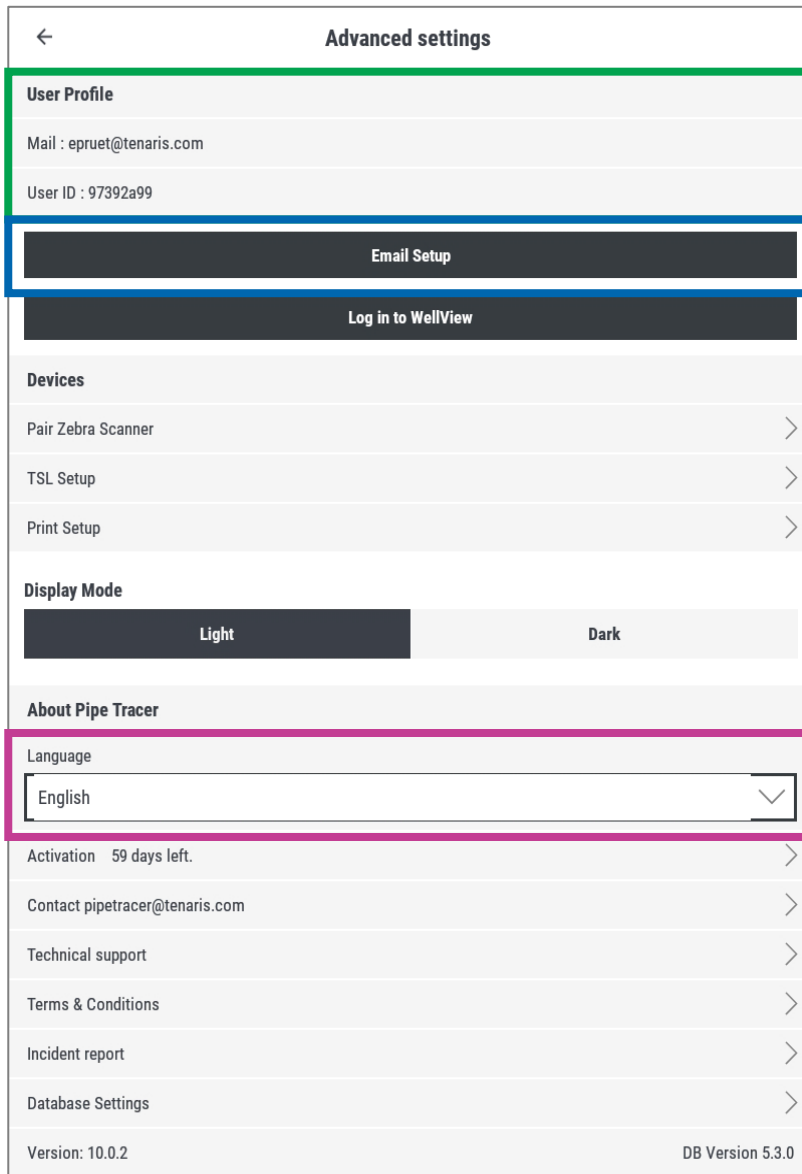 Advanced settings
User Profile
Mail : epruet@tenaris.com
User ID : 97392a99
Email Setup
Log in to WellView
Devices
Pair Zebra Scanner
TSL Setup
Print Setup
Display Mode
Light Dark
About Pipe Tracer
Language
English
Activation 59 days left.
Contact pipetracer@tenaris.com
Technical support
Terms & Conditions
Incident report
Database Settings
Version: 10.0.2 DB Version 5.3.0